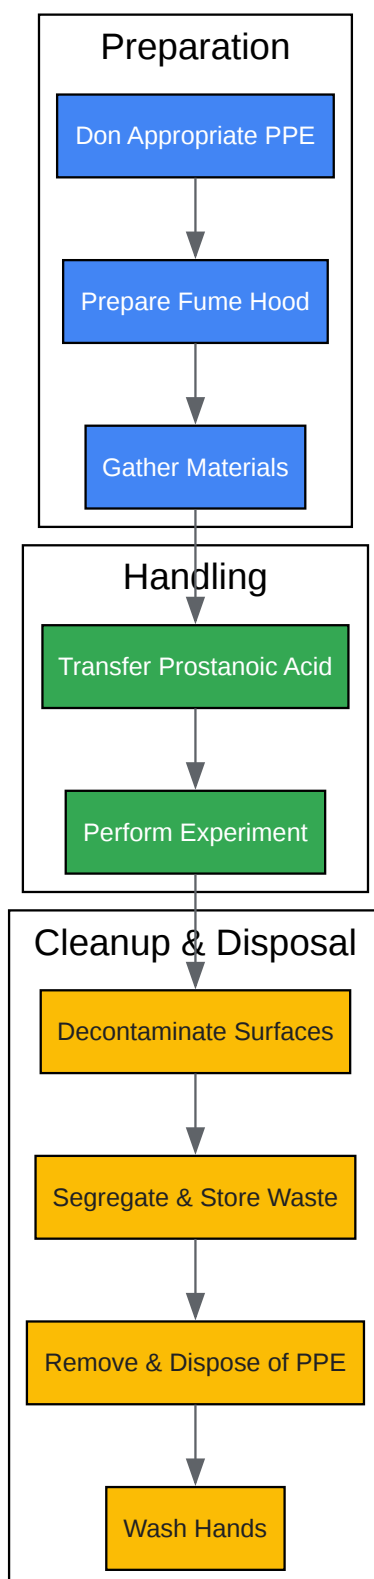 Preparation
Don Appropriate PPE
Prepare Fume Hood
Gather Materials
Handling
Transfer Prostanoic Acid
Perform Experiment
Cleanup & Disposal
Decontaminate Surfaces
Segregate & Store Waste
Remove & Dispose of PPE
Wash Hands